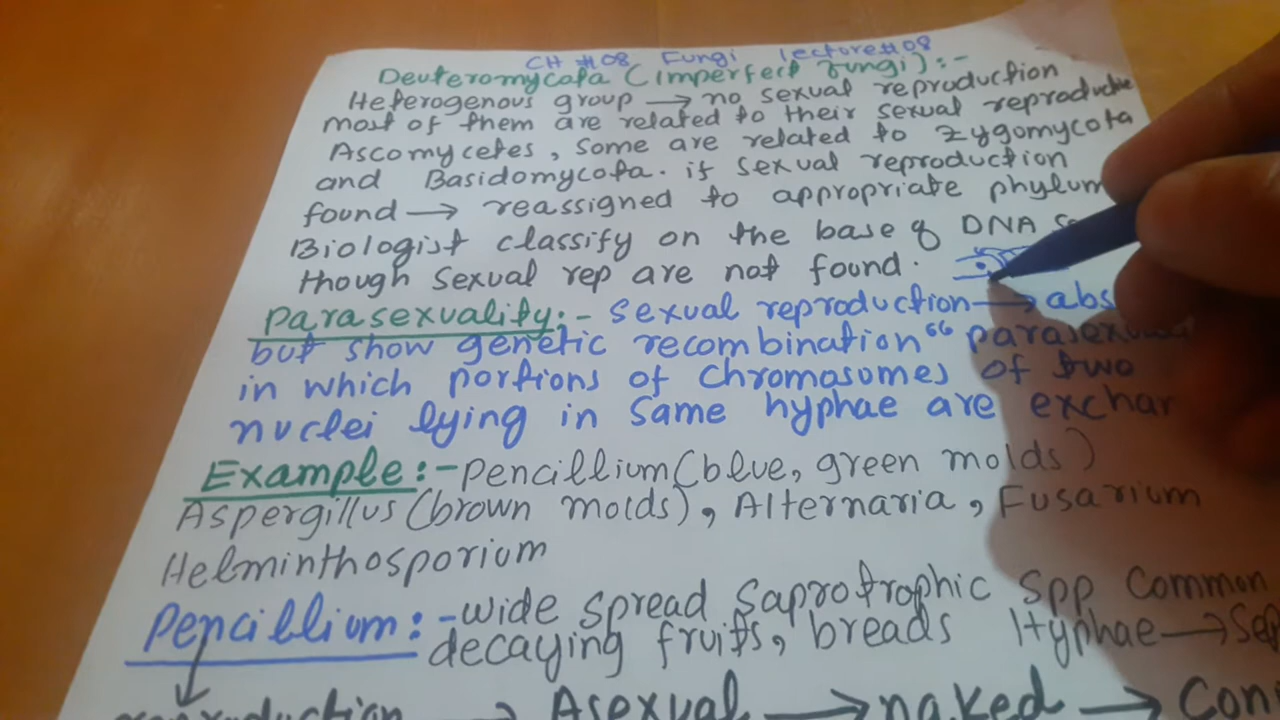 CH #08 Fungi lecture#08
Deuteromycota (Imperfect Fungi):-
Heterogenous group → no sexual reproduction
most of them are related to their sexual reproductive
Ascomycetes, some are related to Zygomycota
and Basidomycota. if sexual reproduction
found → reassigned to appropriate phylum
Biologist classify on the base of DNA
though sexual rep are not found.
Parasexuality:- sexual reproduction → abs
but show genetic recombination “parasexual
in which portions of chromosomes of two
nuclei lying in same hyphae are exchan
Example:- Pencillium (blue, green molds)
Aspergillus (brown molds), Alternaria, Fusarium
Helminthosporium
Pencillium:- wide spread Saprotrophic Spp Common
decaying fruits, breads Hyphae → Sep
reproduction → Asexual → naked → Con